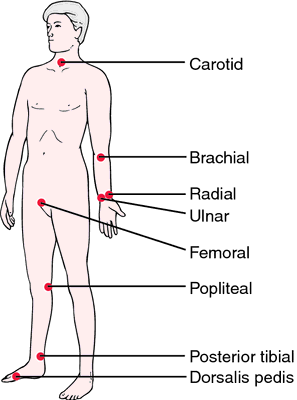 Carotid
Brachial
Radial
Ulnar
Femoral
Popliteal
Posterior tibial
Dorsalis pedis